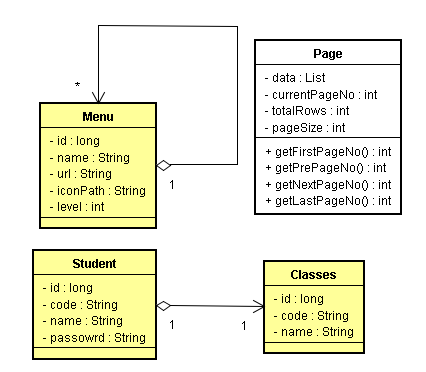 *
Menu
- id : long
- name : String
- url : String
- iconPath : String
- level : int
1
Page
- data : List
- currentPageNo : int
- totalRows : int
- pageSize : int
+ getFirstPageNo() : int
+ getPrePageNo() : int
+ getNextPageNo() : int
+ getLastPageNo() : int
Student
- id : long
- code : String
- name : String
- passowrd : String
1
1
Classes
- id : long
- code : String
- name : String